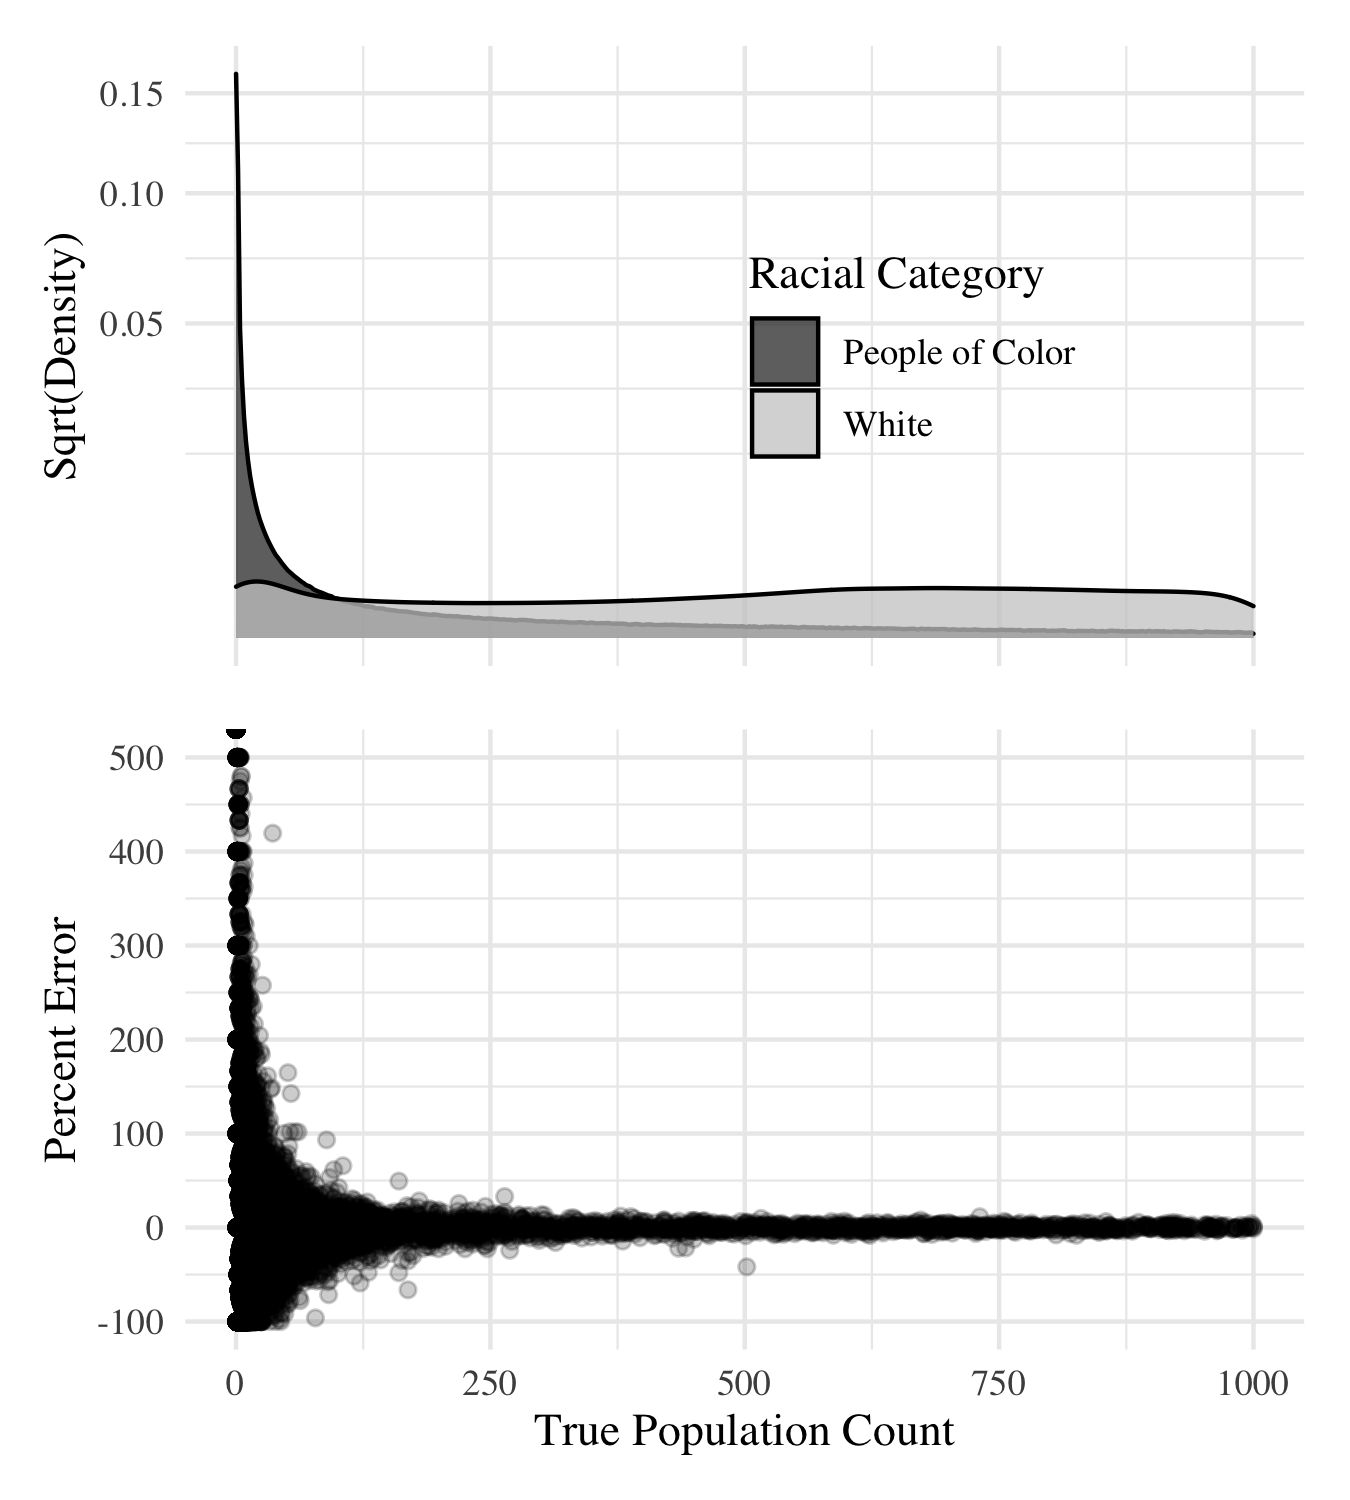 0.15
0.10
0.05
Sqrt(Density)
Racial Category
People of Color
White
500
400
300
200
100
0
-100
Percent Error
0 250 500 750 1000
True Population Count